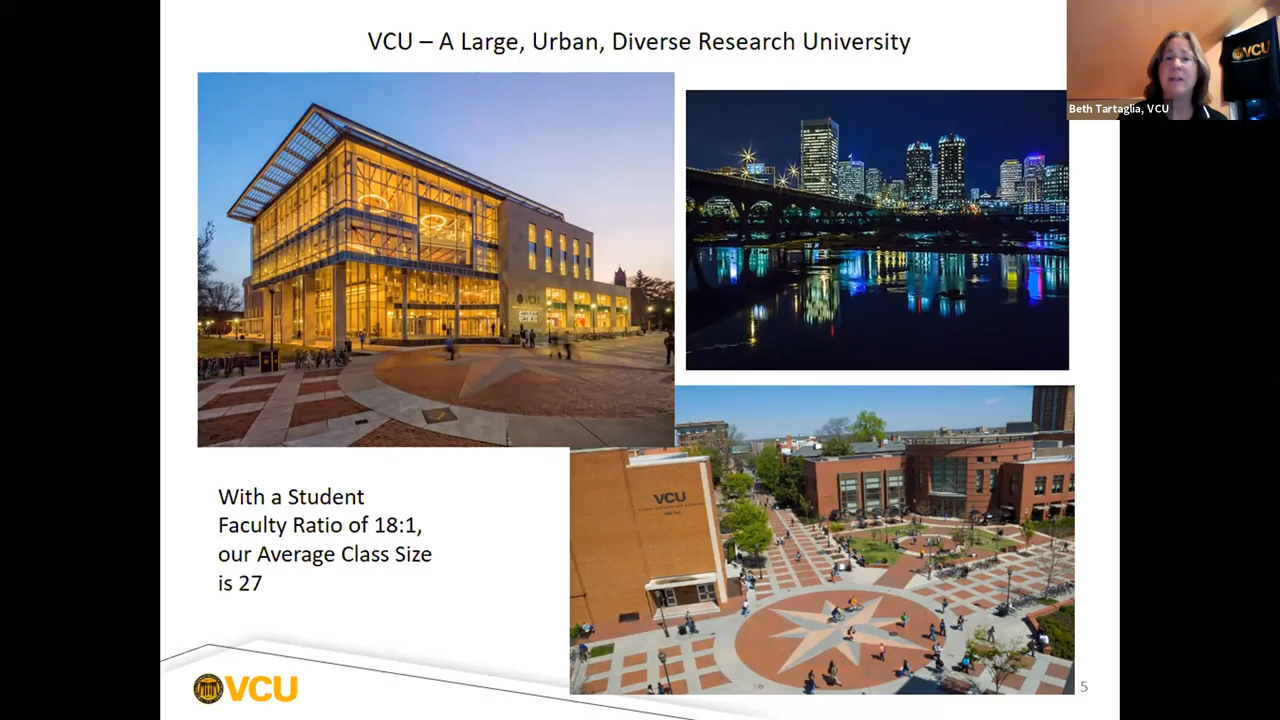 VCU – A Large, Urban, Diverse Research University
VCU
Beth Tartaglia, VCU
VCU
VCU
With a Student
Faculty Ratio of 18:1,
our Average Class Size
is 27
VCU
5